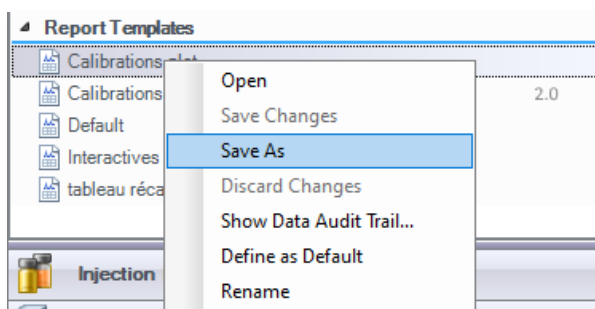 Report Templates
Calibrations
Open
Calibrations
2.0
Save Changes
Default
Save As
Interactives
Discard Changes
tableau
Show Data Audit Trail...
Define as Default
Injection
Rename